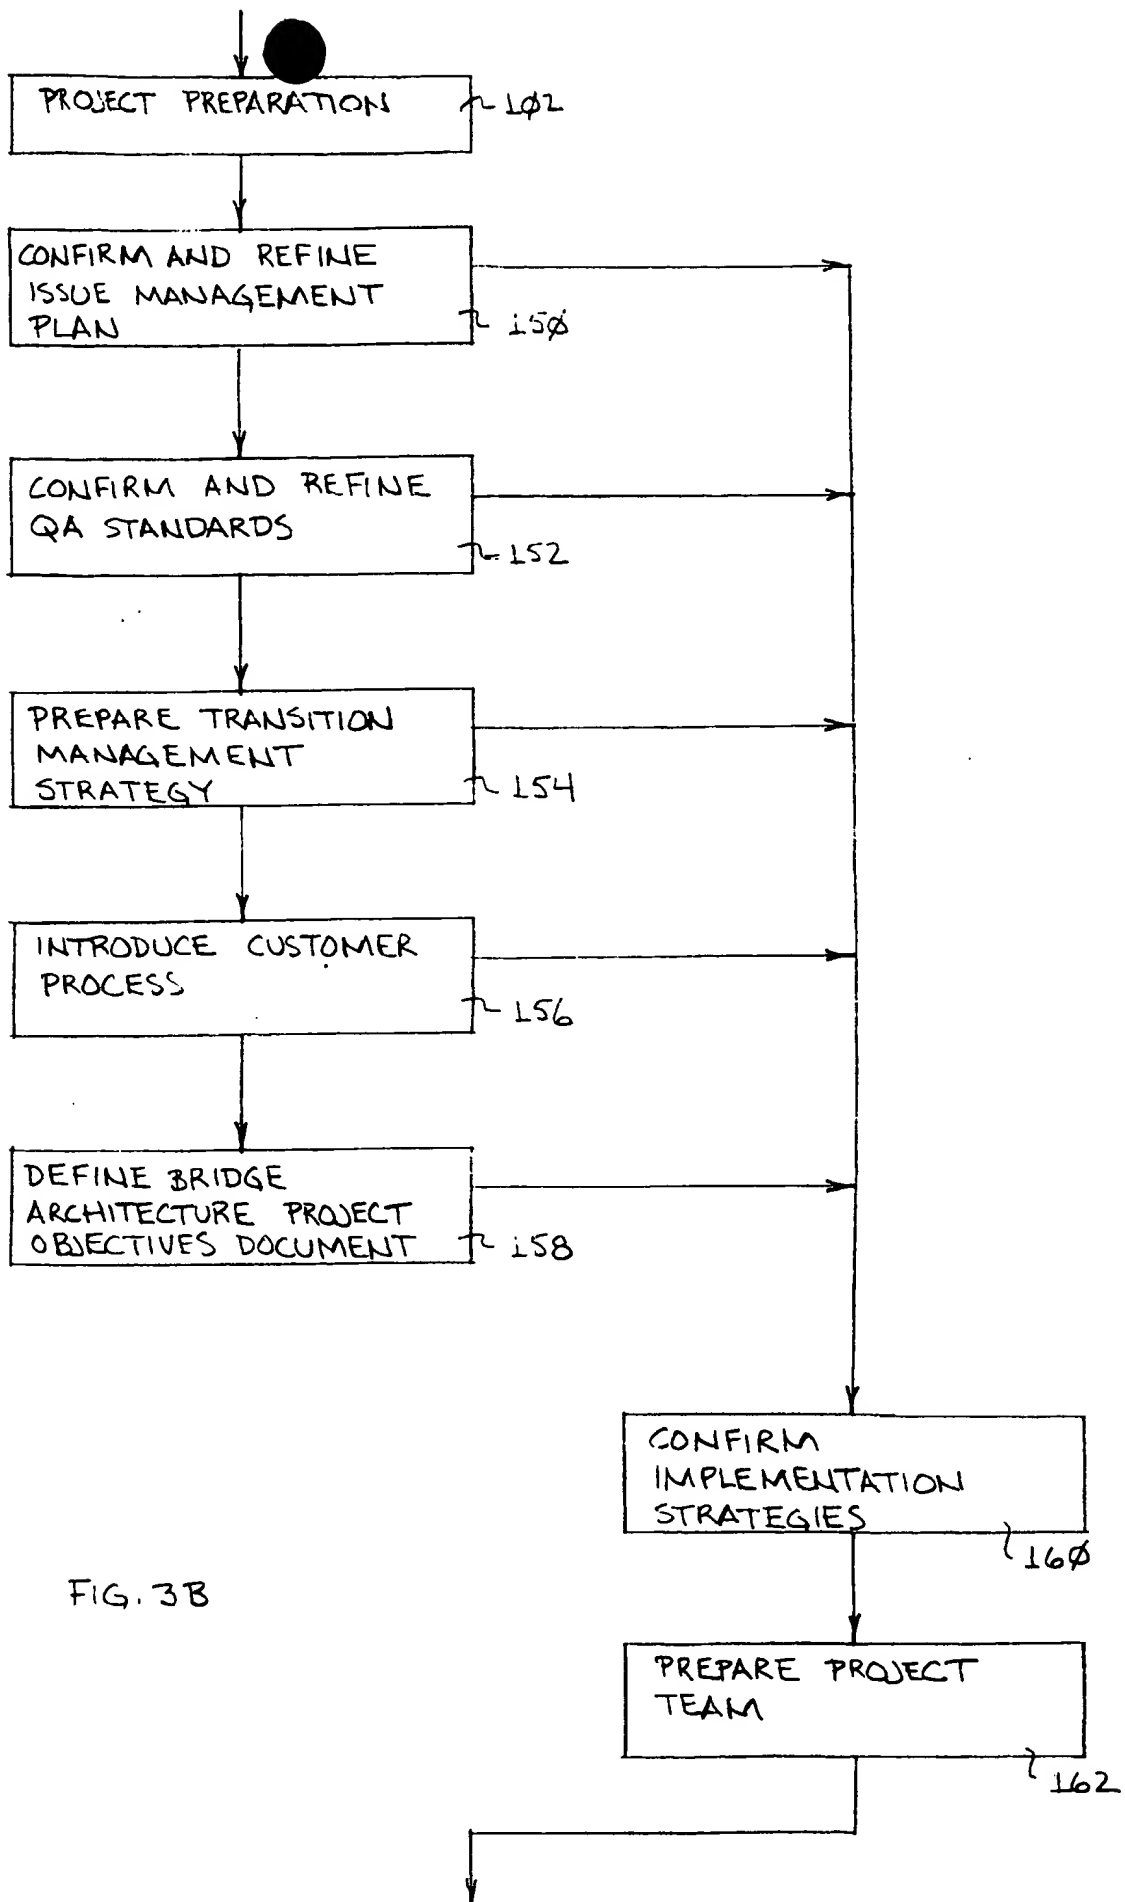 PROJECT PREPARATION
102
CONFIRM AND REFINE
ISSUE MANAGEMENT
PLAN
150
CONFIRM AND REFINE
QA STANDARDS
152
PREPARE TRANSITION
MANAGEMENT
STRATEGY
154
INTRODUCE CUSTOMER
PROCESS
156
DEFINE BRIDGE
ARCHITECTURE PROJECT
OBJECTIVES DOCUMENT
158
CONFIRM
IMPLEMENTATION
STRATEGIES
160
FIG. 3B
PREPARE PROJECT
TEAM
162